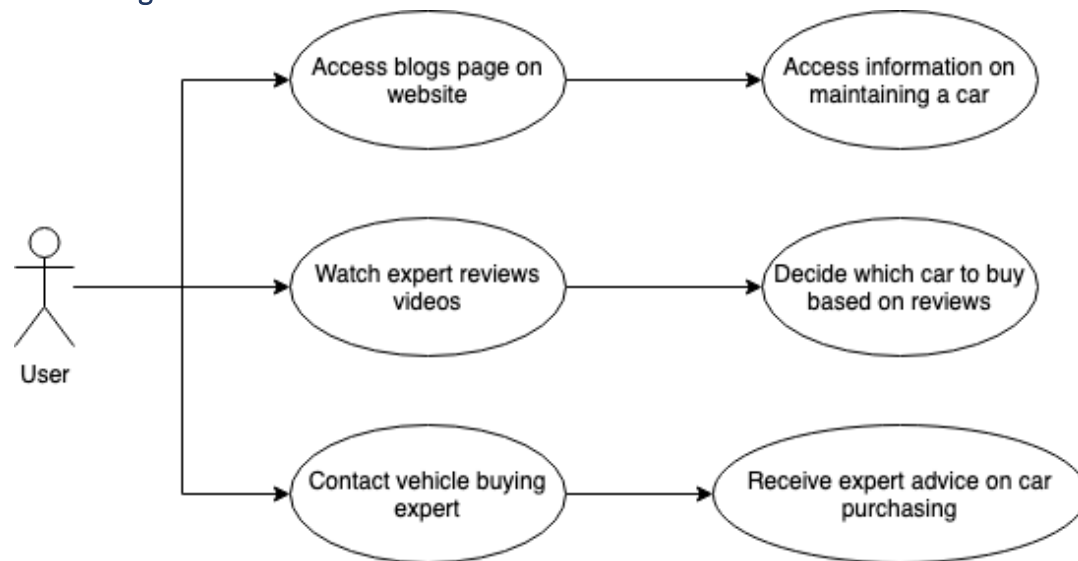 Access blogs page on
website
Access information on
maintaining a car
Watch expert reviews
videos
Decide which car to buy
based on reviews
User
Contact vehicle buying
expert
Receive expert advice on car
purchasing